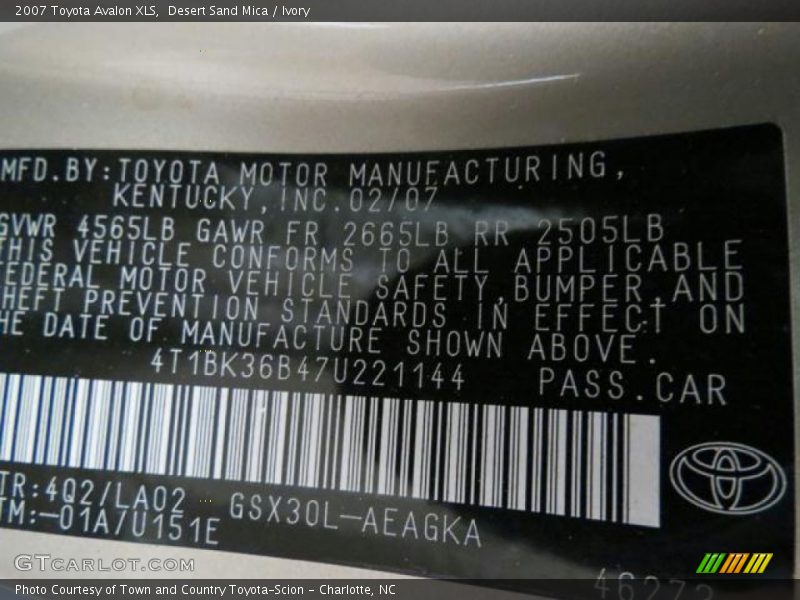 2007 Toyota Avalon XLS, Desert Sand Mica / Ivory
MFD.BY:TOYOTA MOTOR MANUFACTURING,
KENTUCKY,INC.02/07
GVWR 4565LB GAWR FR 2665LB RR 2505LB
THIS VEHICLE CONFORMS TO ALL APPLICABLE
FEDERAL MOTOR VEHICLE SAFETY,BUMPER,AND
THEFT PREVENTION STANDARDS IN EFFECT ON
HE DATE OF MANUFACTURE SHOWN ABOVE.
4T1BK36B47U221144 PASS.CAR
TR:4Q2/LA02 GSX30L-AEAGKA
TM:-01A/U151E
46273
GTCARLOT.COM
Photo Courtesy of Town and Country Toyota-Scion - Charlotte, NC